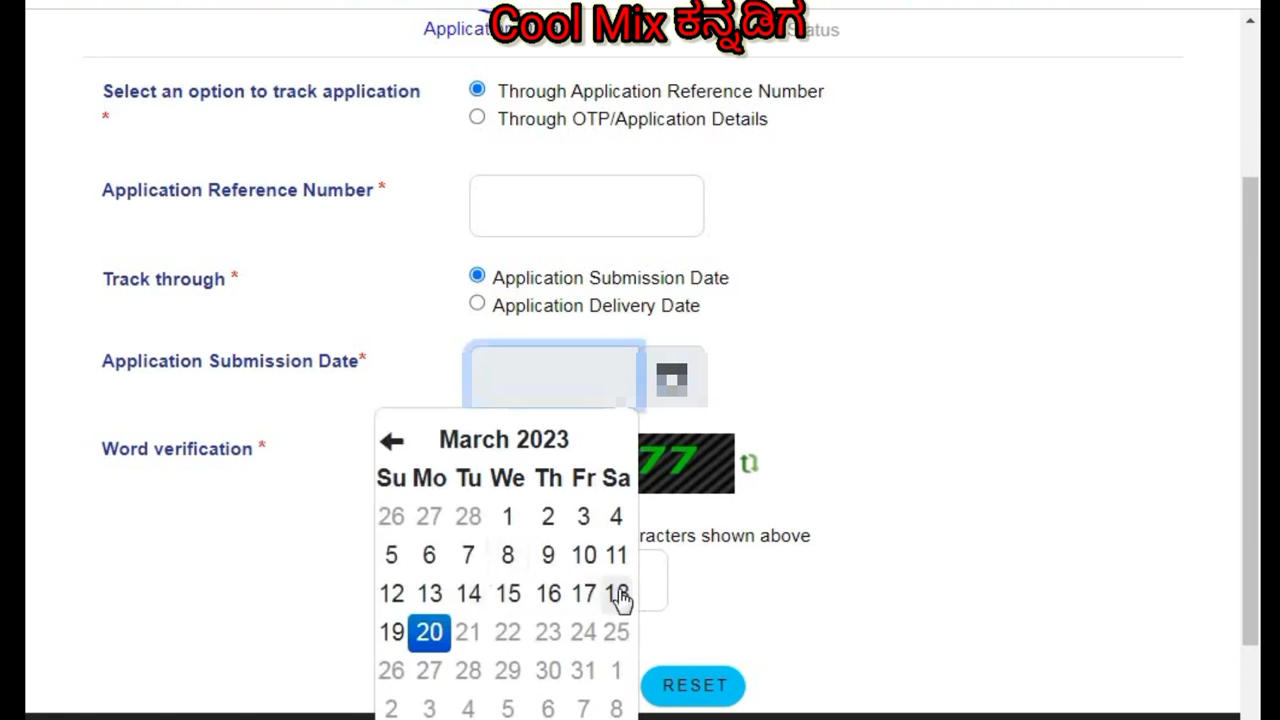 Cool Mix ಕನ್ನಡಿಗ
Status
Select an option to track application
*
Through Application Reference Number
Through OTP/Application Details
Application Reference Number *
Track through *
Application Submission Date
Application Delivery Date
Application Submission Date*
March 2023
Su Mo Tu We Th Fr Sa
26 27 28 1 2 3 4
5 6 7 8 9 10 11
12 13 14 15 16 17 18
19 20 21 22 23 24 25
26 27 28 29 30 31 1
2 3 4 5 6 7 8
Word verification *
77
racters shown above
RESET